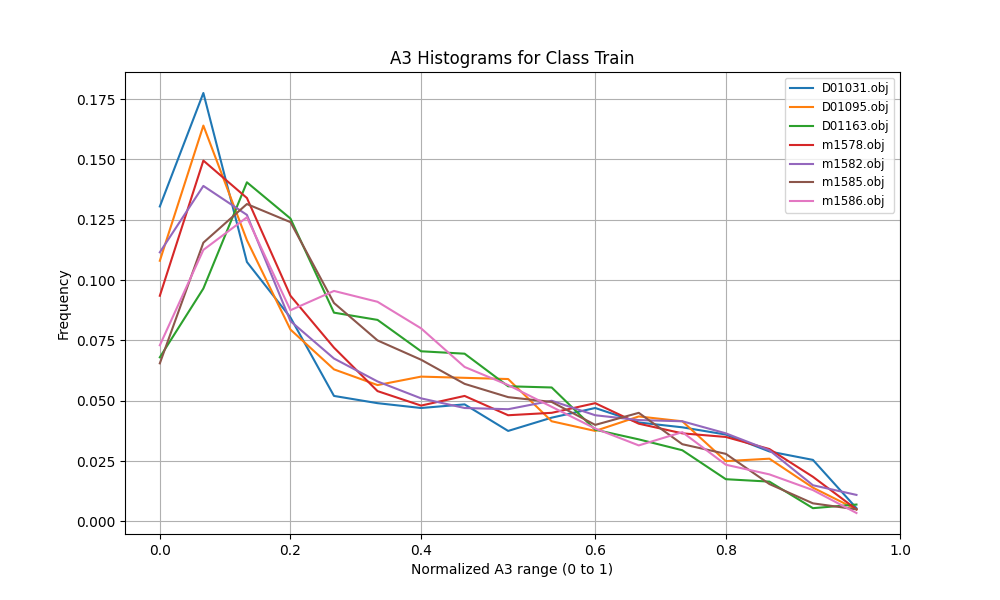 A3 Histograms for Class Train
D01031.obj
D01095.obj
D01163.obj
m1578.obj
m1582.obj
m1585.obj
m1586.obj
Frequency
0.175
0.150
0.125
0.100
0.075
0.050
0.025
0.000
0.0 0.2 0.4 0.6 0.8 1.0
Normalized A3 range (0 to 1)